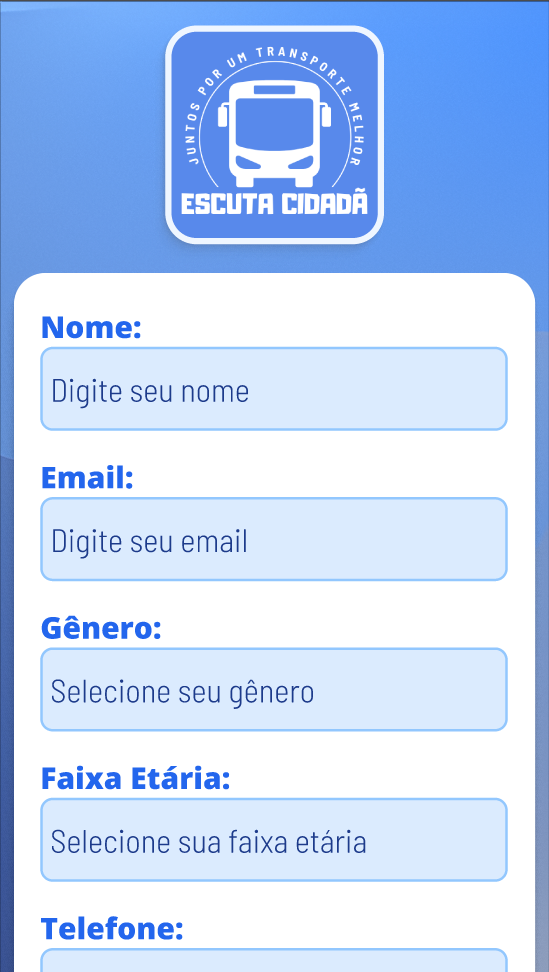 JUNTOS POR UM TRANSPORTE MELHOR
ESCUTA CIDADÃ
Nome:
Digite seu nome
Email:
Digite seu email
Gênero:
Selecione seu gênero
Faixa Etária:
Selecione sua faixa etária
Telefone: